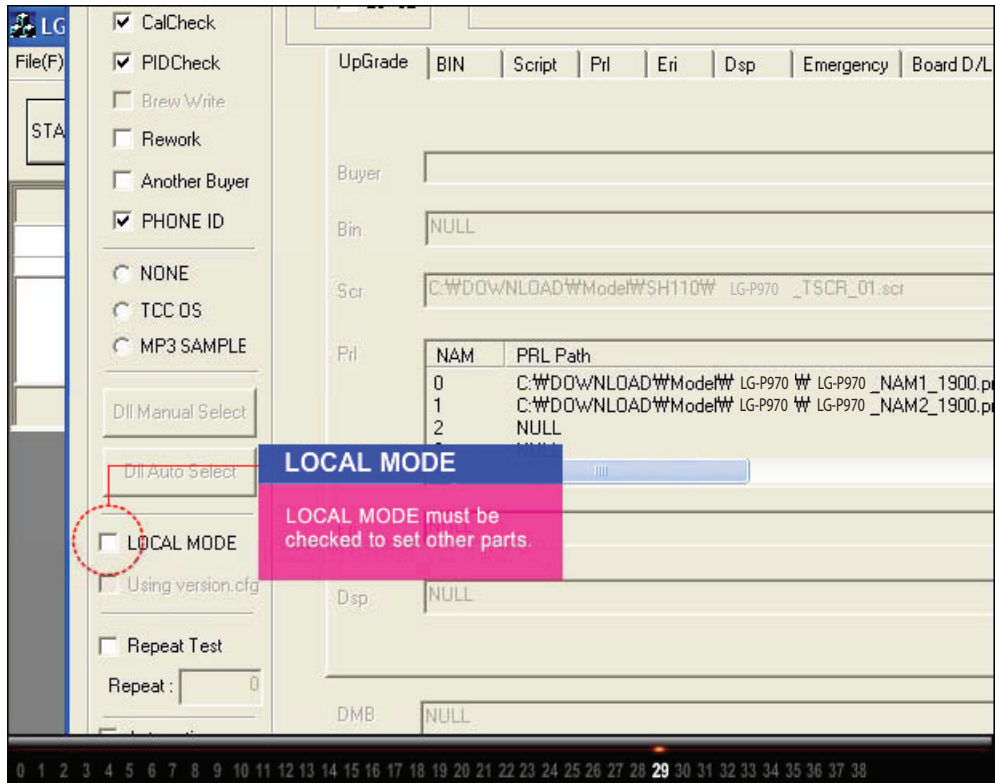 LG
File(F)
STA
CalCheck
PIDCheck
Brew Write
Rework
Another Buyer
PHONE ID
NONE
TCC OS
MP3 SAMPLE
Dll Manual Select
Dll Auto Select
LOCAL MODE
Using version.cfg
Repeat Test
Repeat : 0
UpGrade BIN Script Prl Eri Dsp Emergency Board D/L
Buyer
Bin NULL
Scr C:₩DOWNLOAD₩Model₩SH110₩ LG-P970 _TSCR_01.scr
Prl NAM PRL Path
0 C:₩DOWNLOAD₩Model₩ LG-P970 ₩ LG-P970 _NAM1_1900.pr
1 C:₩DOWNLOAD₩Model₩ LG-P970 ₩ LG-P970 _NAM2_1900.pr
2 NULL
LOCAL MODE
LOCAL MODE must be
checked to set other parts.
Dsp NULL
DMB NULL
0 1 2 3 4 5 6 7 8 9 10 11 12 13 14 15 16 17 18 19 20 21 22 23 24 25 26 27 28 29 30 31 32 33 34 35 36 37 38